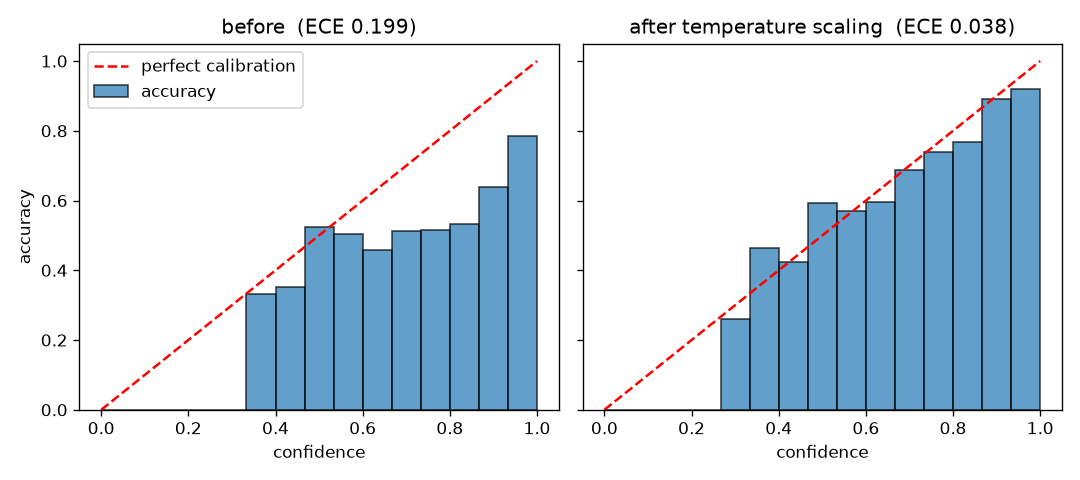 before  (ECE 0.199)
perfect calibration
accuracy
1.0
0.8
0.6
0.4
0.2
0.0
accuracy
0.0 0.2 0.4 0.6 0.8 1.0
confidence
after temperature scaling  (ECE 0.038)
0.0 0.2 0.4 0.6 0.8 1.0
confidence